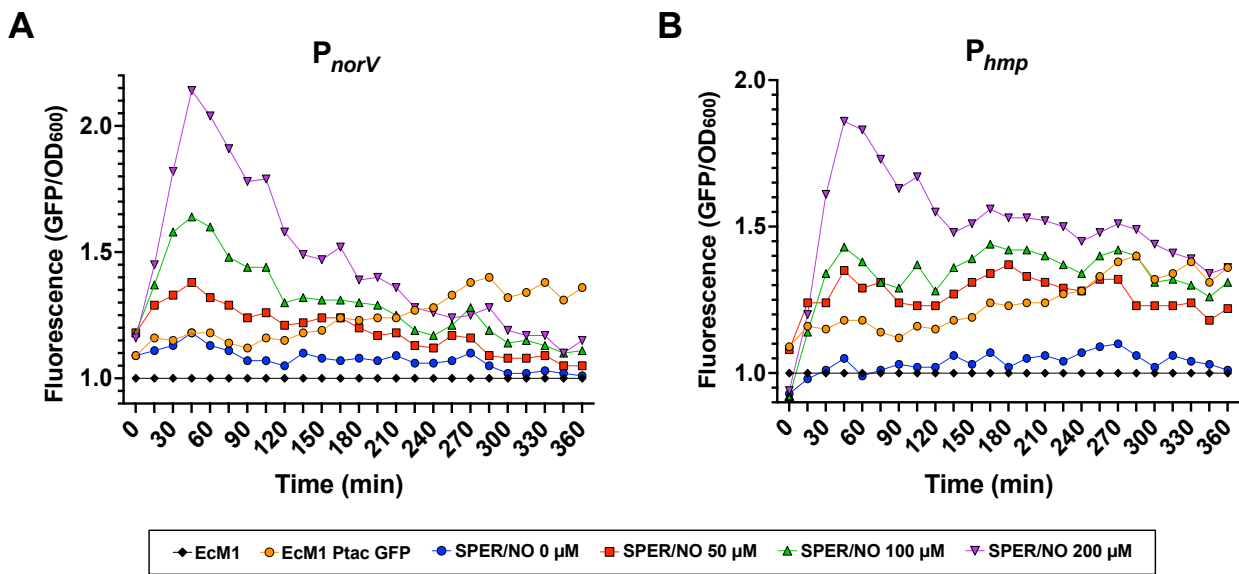 A
P_norV
Fluorescence (GFP/OD600)
2.0
1.5
1.0
0 30 60 90 120 150 180 210 240 270 300 330 360
Time (min)
B
P_hmp
Fluorescence (GFP/OD600)
2.0
1.5
1.0
0 30 60 90 120 150 180 210 240 270 300 330 360
Time (min)
EcM1 EcM1 Ptac GFP SPER/NO 0 µM SPER/NO 50 µM SPER/NO 100 µM SPER/NO 200 µM